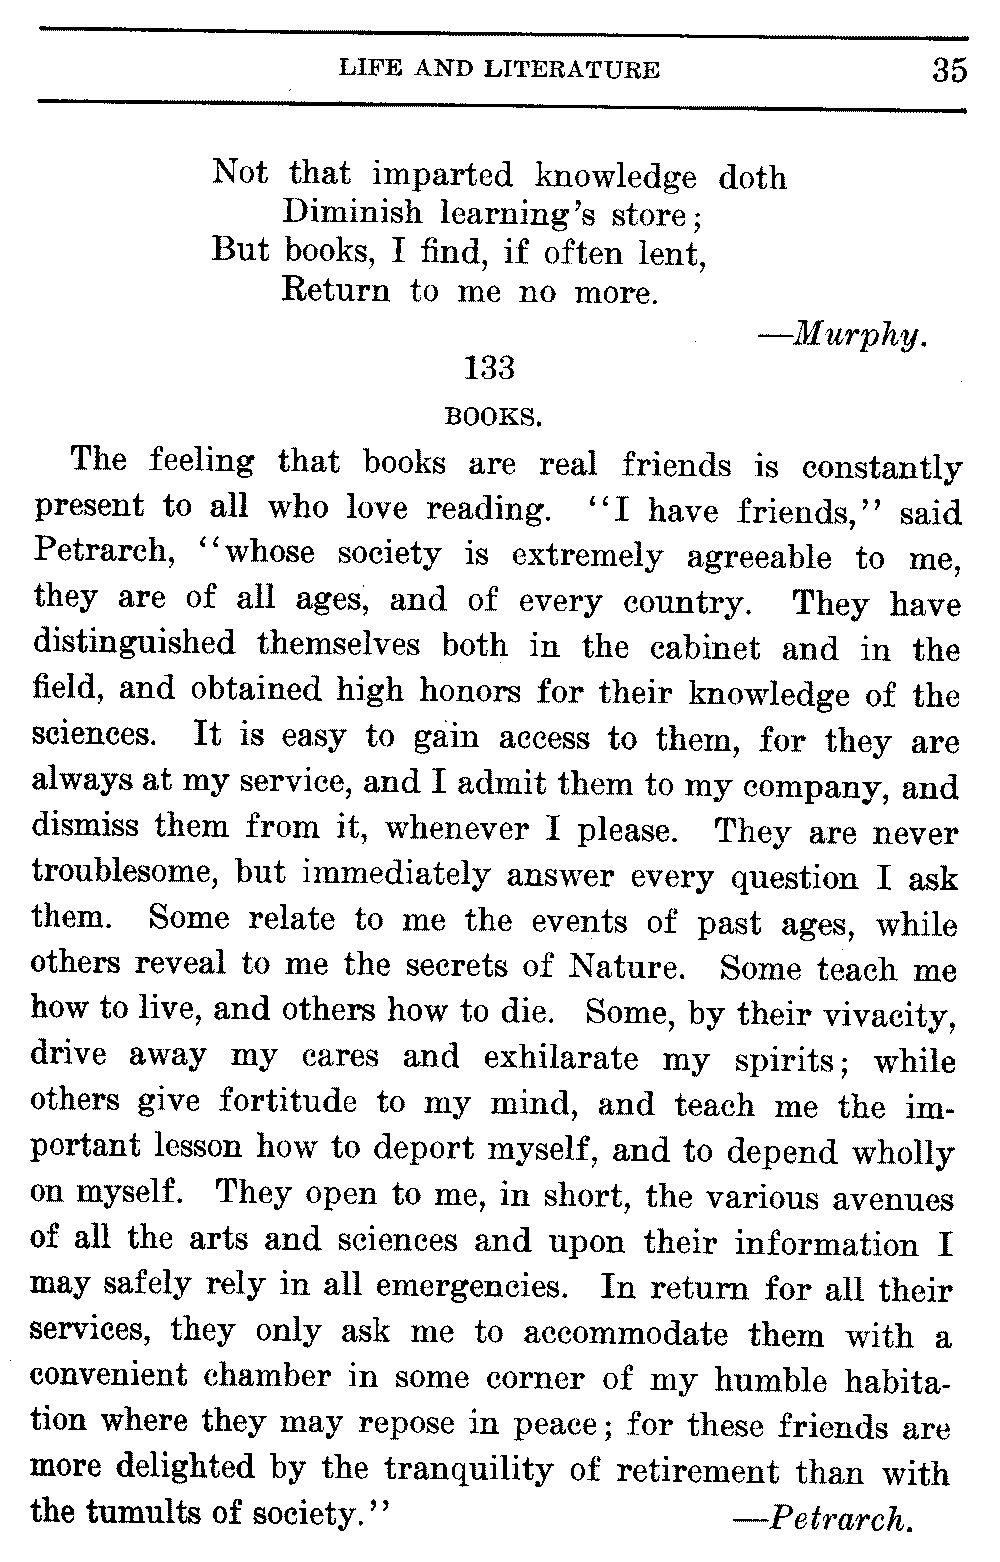 LIFE AND LITERATURE 35
Not that imparted knowledge doth
Diminish learning's store;
But books, I find, if often lent,
Return to me no more.
—Murphy.
133
BOOKS.
The feeling that books are real friends is constantly
present to all who love reading. "I have friends," said
Petrarch, "whose society is extremely agreeable to me,
they are of all ages, and of every country. They have
distinguished themselves both in the cabinet and in the
field, and obtained high honors for their knowledge of the
sciences. It is easy to gain access to them, for they are
always at my service, and I admit them to my company, and
dismiss them from it, whenever I please. They are never
troublesome, but immediately answer every question I ask
them. Some relate to me the events of past ages, while
others reveal to me the secrets of Nature. Some teach me
how to live, and others how to die. Some, by their vivacity,
drive away my cares and exhilarate my spirits; while
others give fortitude to my mind, and teach me the im-
portant lesson how to deport myself, and to depend wholly
on myself. They open to me, in short, the various avenues
of all the arts and sciences and upon their information I
may safely rely in all emergencies. In return for all their
services, they only ask me to accommodate them with a
convenient chamber in some corner of my humble habita-
tion where they may repose in peace; for these friends are
more delighted by the tranquility of retirement than with
the tumults of society." —Petrarch.